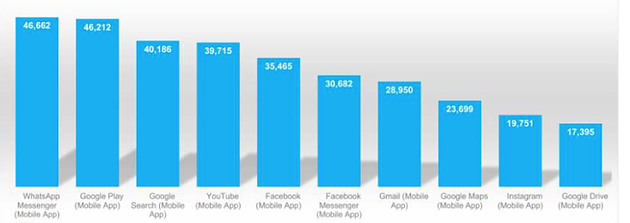 46,662
46,212
40,186
39,715
35,465
30,682
28,950
23,699
19,751
17,395
WhatsApp
Messenger
(Mobile App)
Google Play
(Mobile App)
Google
Search (Mobile
App)
YouTube
(Mobile App)
Facebook
(Mobile App)
Facebook
Messenger
(Mobile App)
Gmail (Mobile
App)
Google Maps
(Mobile App)
Instagram
(Mobile App)
Google Drive
(Mobile App)